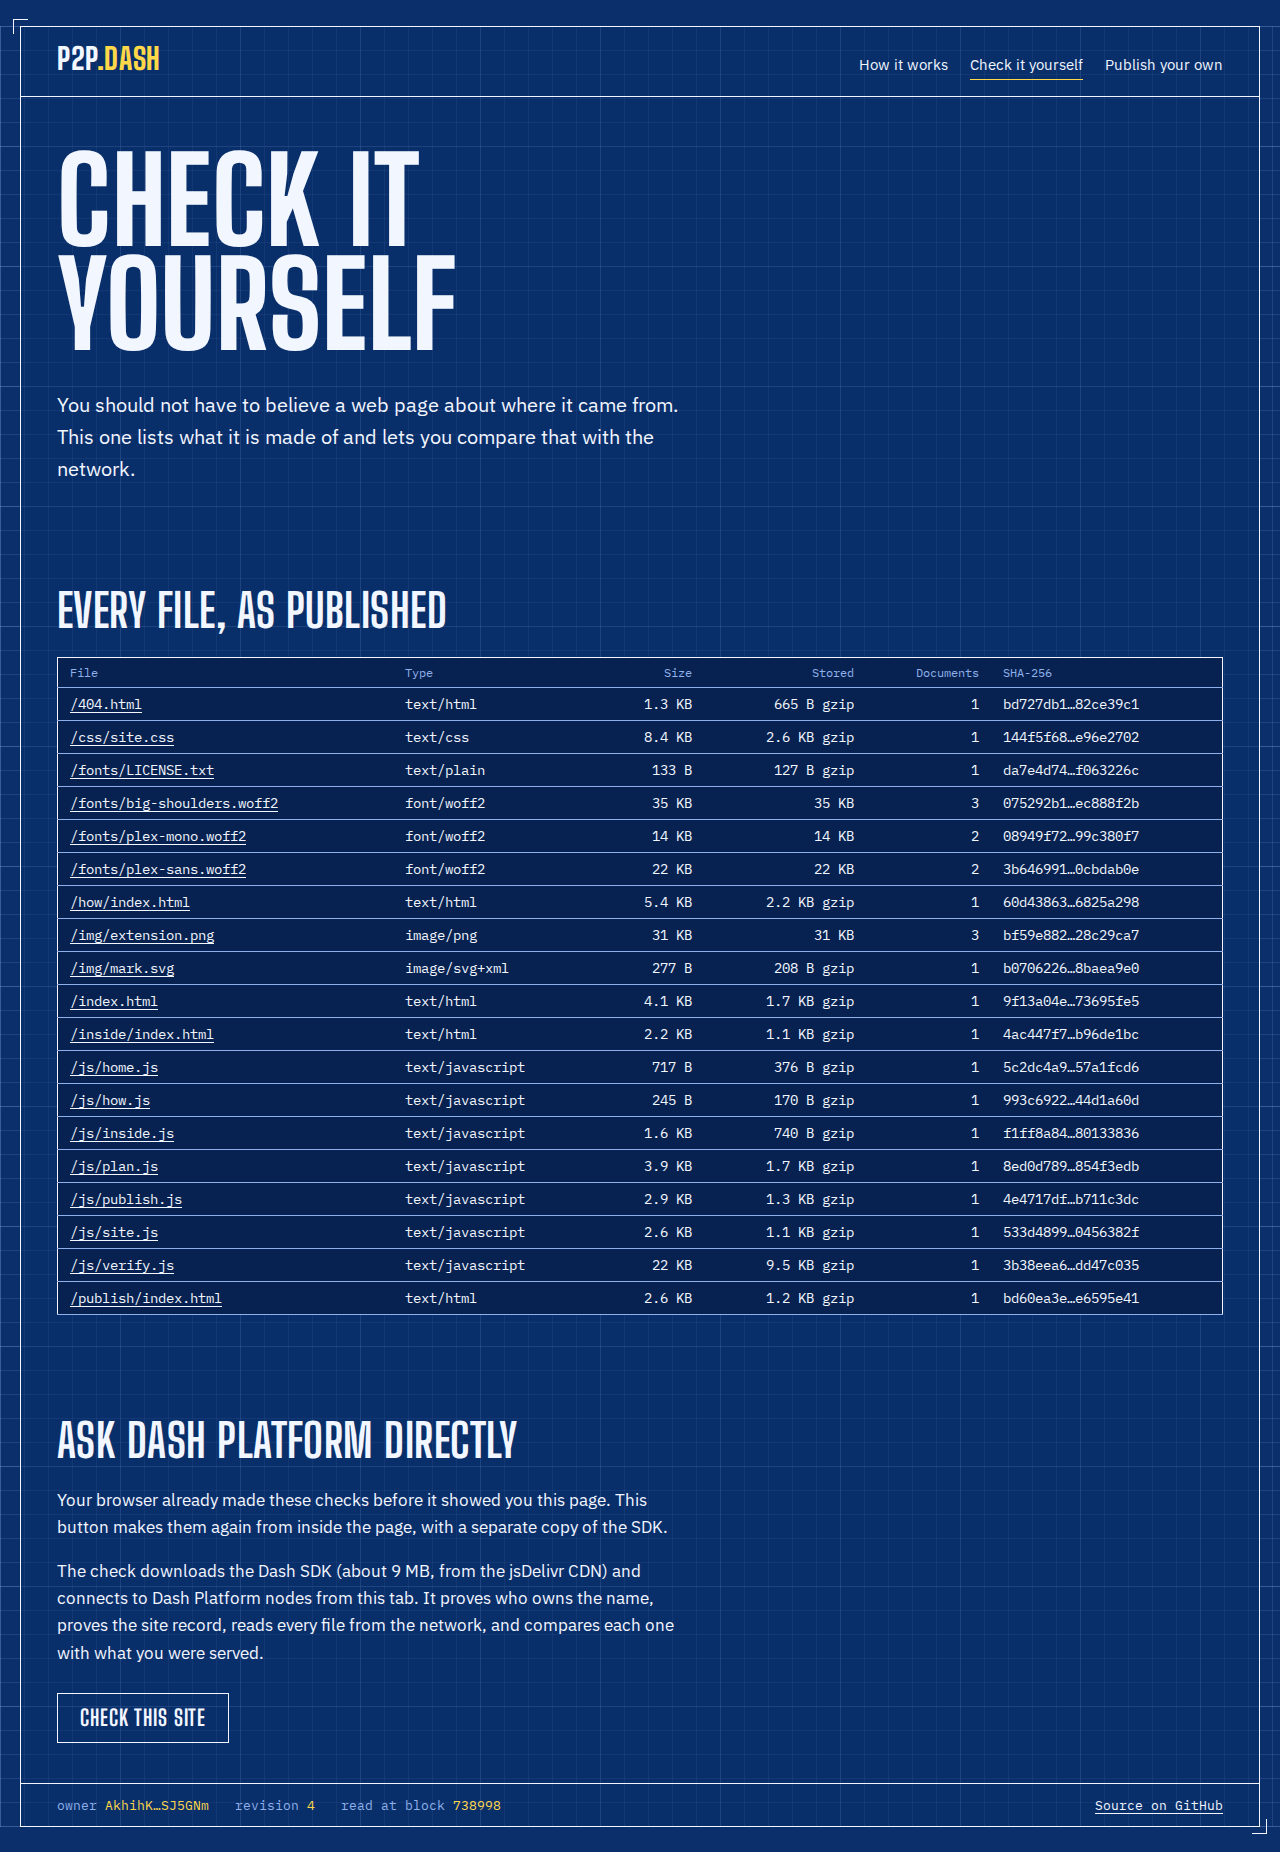 P2P.DASH
How it works Check it yourself Publish your own
CHECK IT
YOURSELF
You should not have to believe a web page about where it came from.
This one lists what it is made of and lets you compare that with the
network.
EVERY FILE, AS PUBLISHED
File Type Size Stored Documents SHA-256
/404.html text/html 1.3 KB 665 B gzip 1 bd727db1…82ce39c1
/css/site.css text/css 8.4 KB 2.6 KB gzip 1 144f5f68…e96e2702
/fonts/LICENSE.txt text/plain 133 B 127 B gzip 1 da7e4d74…f063226c
/fonts/big-shoulders.woff2 font/woff2 35 KB 35 KB 3 075292b1…ec888f2b
/fonts/plex-mono.woff2 font/woff2 14 KB 14 KB 2 08949f72…99c380f7
/fonts/plex-sans.woff2 font/woff2 22 KB 22 KB 2 3b646991…0cbdab0e
/how/index.html text/html 5.4 KB 2.2 KB gzip 1 60d43863…6825a298
/img/extension.png image/png 31 KB 31 KB 3 bf59e882…28c29ca7
/img/mark.svg image/svg+xml 277 B 208 B gzip 1 b0706226…8baea9e0
/index.html text/html 4.1 KB 1.7 KB gzip 1 9f13a04e…73695fe5
/inside/index.html text/html 2.2 KB 1.1 KB gzip 1 4ac447f7…b96de1bc
/js/home.js text/javascript 717 B 376 B gzip 1 5c2dc4a9…57a1fcd6
/js/how.js text/javascript 245 B 170 B gzip 1 993c6922…44d1a60d
/js/inside.js text/javascript 1.6 KB 740 B gzip 1 f1ff8a84…80133836
/js/plan.js text/javascript 3.9 KB 1.7 KB gzip 1 8ed0d789…854f3edb
/js/publish.js text/javascript 2.9 KB 1.3 KB gzip 1 4e4717df…b711c3dc
/js/site.js text/javascript 2.6 KB 1.1 KB gzip 1 533d4899…0456382f
/js/verify.js text/javascript 22 KB 9.5 KB gzip 1 3b38eea6…dd47c035
/publish/index.html text/html 2.6 KB 1.2 KB gzip 1 bd60ea3e…e6595e41
ASK DASH PLATFORM DIRECTLY
Your browser already made these checks before it showed you this page. This
button makes them again from inside the page, with a separate copy of the SDK.
The check downloads the Dash SDK (about 9 MB, from the jsDelivr CDN) and
connects to Dash Platform nodes from this tab. It proves who owns the name,
proves the site record, reads every file from the network, and compares each one
with what you were served.
CHECK THIS SITE
owner AkhihK…SJ5GNm revision 4 read at block 738998 Source on GitHub